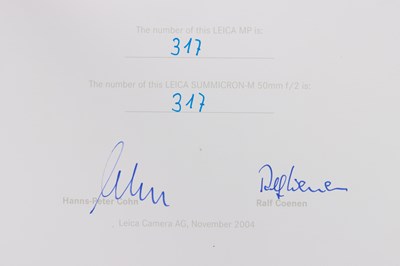 The number of this LEICA MP is:
317
The number of this LEICA SUMMICRON-M 50mm f/2 is:
317
Hanns-Peter Cohn Ralf Coenen
Leica Camera AG, November 2004